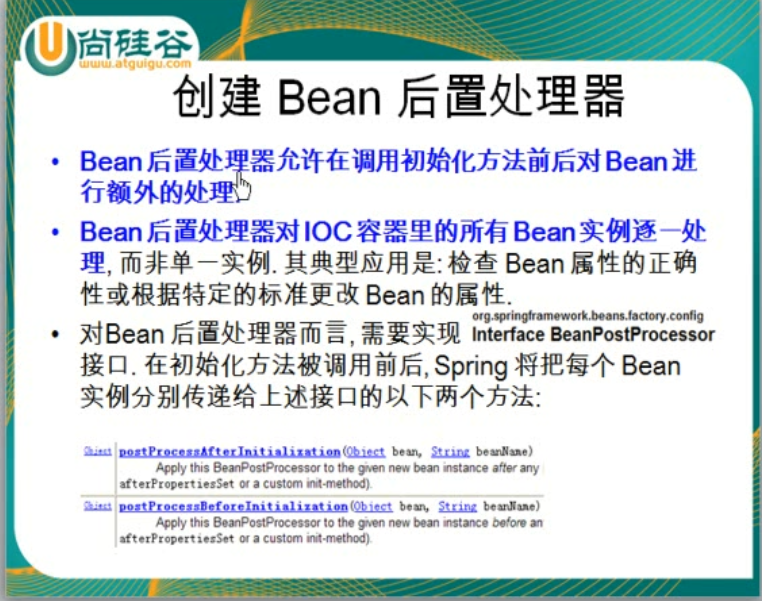 尚硅谷
www.atguigu.com
创建 Bean 后置处理器
• Bean 后置处理器允许在调用初始化方法前后对 Bean 进
行额外的处理.
• Bean 后置处理器对 IOC 容器里的所有 Bean 实例逐一处
理, 而非单一实例. 其典型应用是: 检查 Bean 属性的正确
性或根据特定的标准更改 Bean 的属性.
org.springframework.beans.factory.config
• 对Bean 后置处理器而言, 需要实现 Interface BeanPostProcessor
接口. 在初始化方法被调用前后, Spring 将把每个 Bean
实例分别传递给上述接口的以下两个方法:
Object postProcessAfterInitialization(Object bean, String beanName)
Apply this BeanPostProcessor to the given new bean instance after any
afterPropertiesSet or a custom init-method).
Object postProcessBeforeInitialization(Object bean, String beanName)
Apply this BeanPostProcessor to the given new bean instance before an
afterPropertiesSet or a custom init-method).